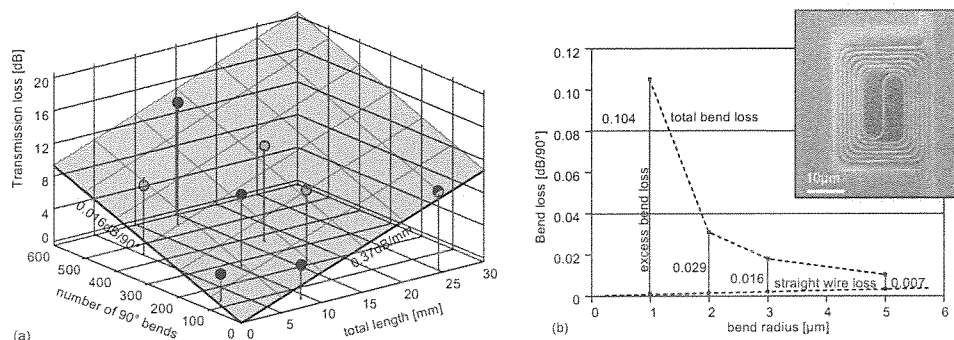 Transmission loss [dB]
20
16
12
8
4
0
0.016dB/90°
0.37dB/mm
600
500
400
300
200
100
0
0
5
10
15
20
25
30
number of 90° bends
total length [mm]
(a)
Bend loss [dB/90°]
0.12
0.10
0.08
0.06
0.04
0.02
0
0.104
total bend loss
excess bend loss
0.029
0.016
straight wire loss
0.007
10µm
0
1
2
3
4
5
6
bend radius [µm]
(b)